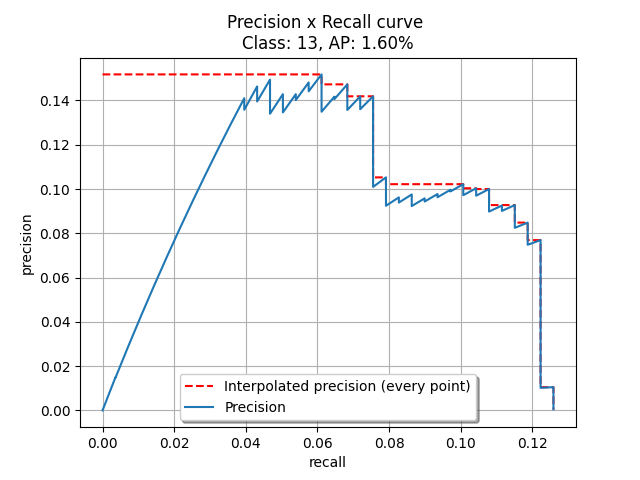 Precision x Recall curve
Class: 13, AP: 1.60%
precision
0.14
0.12
0.10
0.08
0.06
0.04
0.02
0.00
Interpolated precision (every point)
Precision
0.00 0.02 0.04 0.06 0.08 0.10 0.12
recall